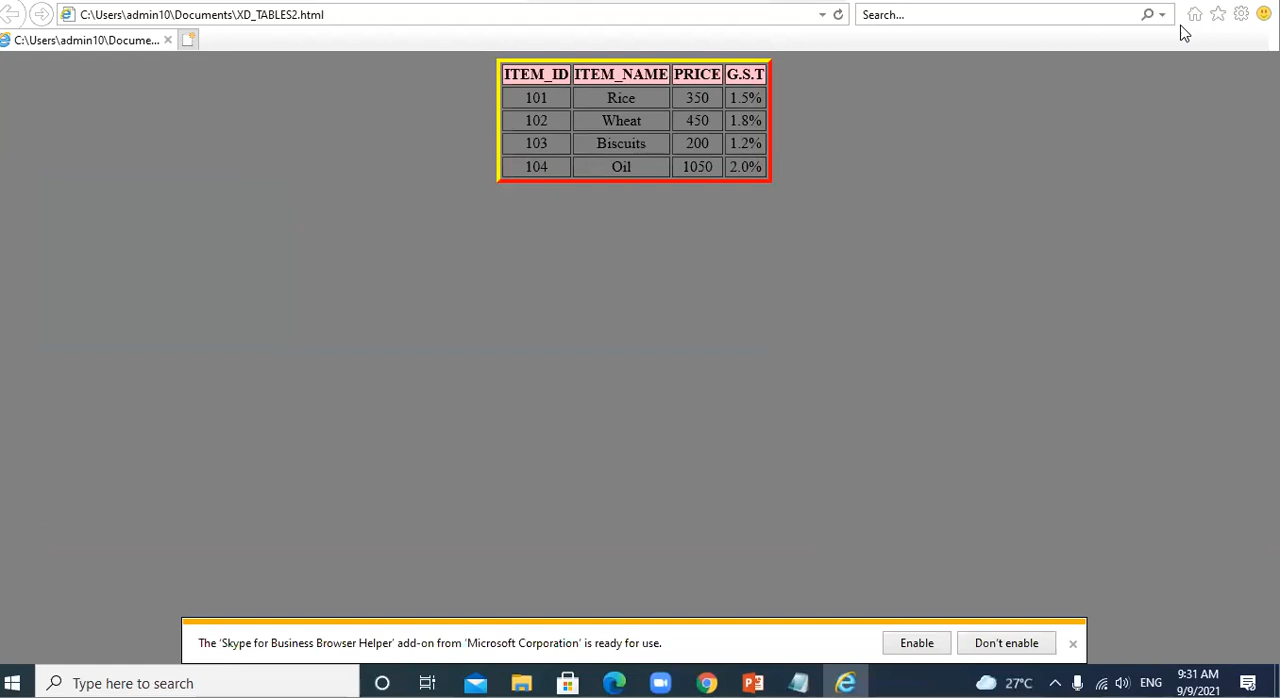 C:\Users\admin10\Documents\XD_TABLES2.html
Search...
C:\Users\admin10\Docume...
ITEM_ID ITEM_NAME PRICE G.S.T
101 Rice 350 1.5%
102 Wheat 450 1.8%
103 Biscuits 200 1.2%
104 Oil 1050 2.0%
The 'Skype for Business Browser Helper' add-on from 'Microsoft Corporation' is ready for use. Enable Don't enable
Type here to search
27°C
ENG
9:31 AM
9/9/2021